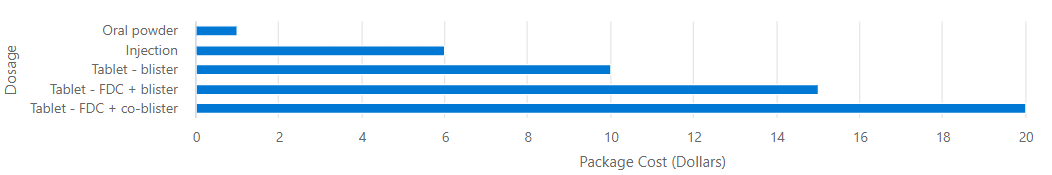 Dosage
Oral powder
Injection
Tablet - blister
Tablet - FDC + blister
Tablet - FDC + co-blister
0 2 4 6 8 10 12 14 16 18 20
Package Cost (Dollars)